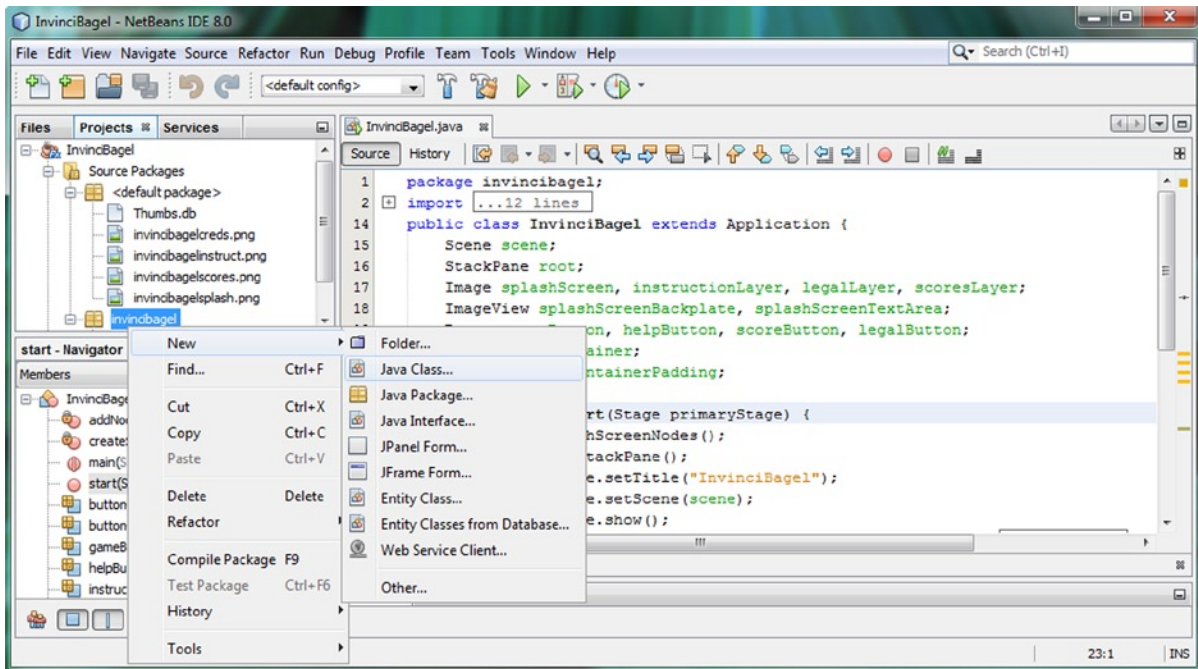 InvinciBagel - NetBeans IDE 8.0
File Edit View Navigate Source Refactor Run Debug Profile Team Tools Window Help
Search (Ctrl+I)
<default config>
Files Projects Services
InvinciBagel
Source Packages
<default package>
Thumbs.db
invincibagelcreds.png
invincibagelinstruct.png
invincibagelscores.png
invincibagelsplash.png
invincibagel
start - Navigator
Members
InvinciBage
addNo
create
main(S
start(S
button
button
gameB
helpBu
instruc
New
Find... Ctrl+F
Cut Ctrl+X
Copy Ctrl+C
Paste Ctrl+V
Delete Delete
Refactor
Compile Package F9
Test Package Ctrl+F6
History
Tools
Folder...
Java Class...
Java Package...
Java Interface...
JPanel Form...
JFrame Form...
Entity Class...
Entity Classes from Database...
Web Service Client...
Other...
InvinciBagel.java
Source History
1 package invincibagel;
2 import ...12 lines
14 public class InvinciBagel extends Application {
15 Scene scene;
16 StackPane root;
17 Image splashScreen, instructionLayer, legalLayer, scoresLayer;
18 ImageView splashScreenBackplate, splashScreenTextArea;
on, helpButton, scoreButton, legalButton;
ainer;
ntainerPadding;
rt(Stage primaryStage) {
hScreenNodes();
tackPane();
e.setTitle("InvinciBagel");
e.setScene(scene);
e.show();
23:1 INS